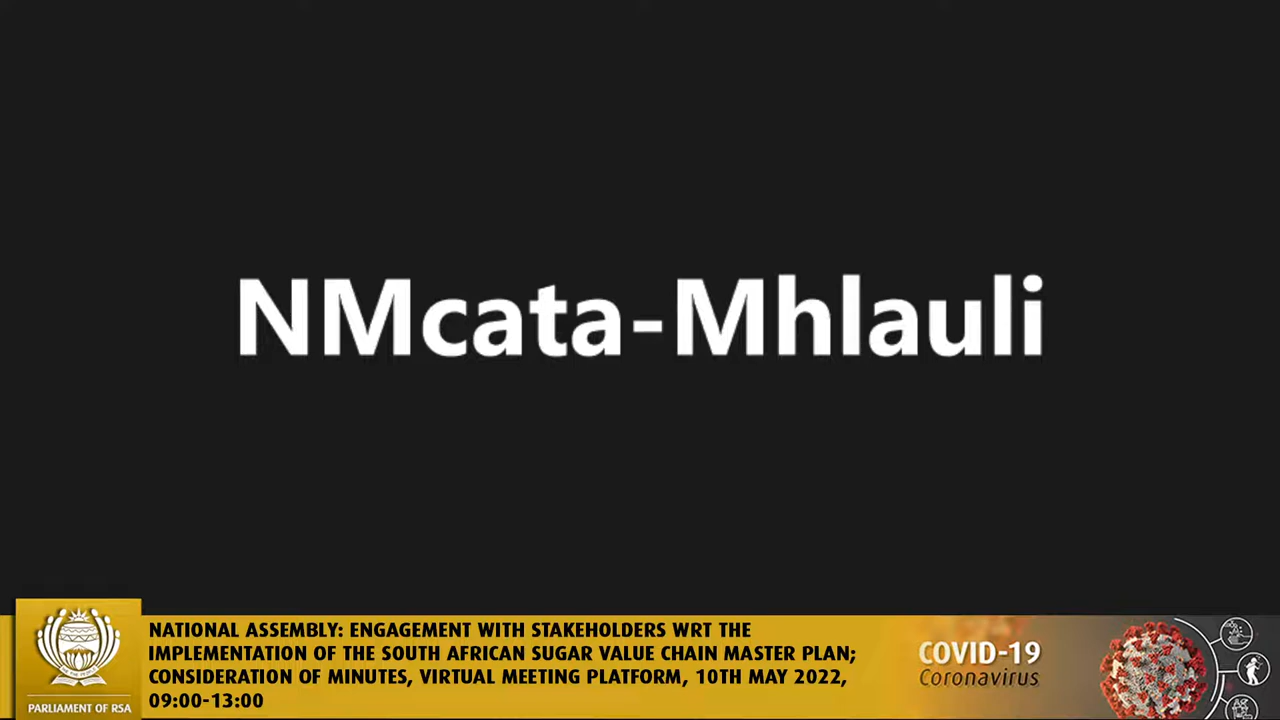 NMcata-Mhlauli
NATIONAL ASSEMBLY: ENGAGEMENT WITH STAKEHOLDERS WRT THE
IMPLEMENTATION OF THE SOUTH AFRICAN SUGAR VALUE CHAIN MASTER PLAN;
CONSIDERATION OF MINUTES, VIRTUAL MEETING PLATFORM, 10TH MAY 2022,
09:00-13:00
PARLIAMENT OF RSA
COVID-19
Coronavirus